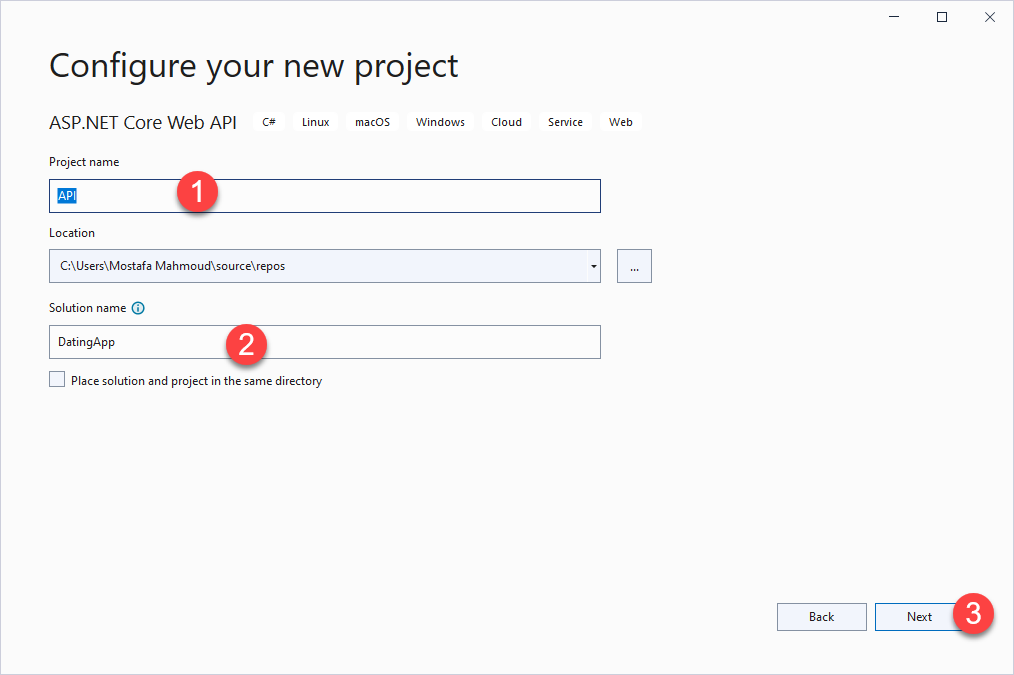 Configure your new project
ASP.NET Core Web API C# Linux macOS Windows Cloud Service Web
Project name
API 1
Location
C:\Users\Mostafa Mahmoud\source\repos ...
Solution name
DatingApp 2
Place solution and project in the same directory
Back Next 3